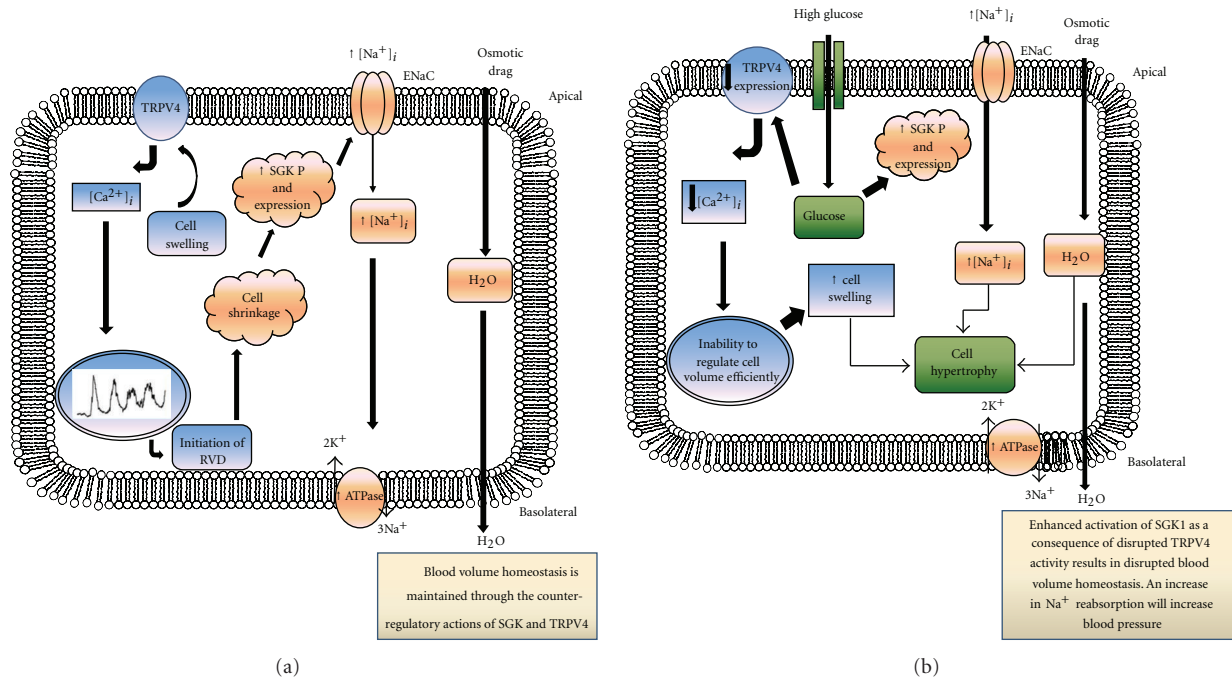 ↑ [Na⁺]ᵢ
Osmotic
drag
ENaC
Apical
TRPV4
↑ SGK P
and
expression
[Ca²⁺]ᵢ
↑ [Na⁺]ᵢ
Cell
swelling
H₂O
Cell
shrinkage
Initiation of
RVD
2K⁺
↑ ATPase
3Na⁺
Basolateral
H₂O
Blood volume homeostasis is
maintained through the counter-
regulatory actions of SGK and TRPV4
(a)
High glucose
↑[Na⁺]ᵢ
Osmotic
drag
ENaC
Apical
↓ TRPV4
expression
↑ SGK P
and
expression
↓ [Ca²⁺]ᵢ
Glucose
↑[Na⁺]ᵢ
H₂O
↑ cell
swelling
Inability to
regulate cell
volume efficiently
Cell
hypertrophy
2K⁺
↑ ATPase
3Na⁺
Basolateral
H₂O
Enhanced activation of SGK1 as a
consequence of disrupted TRPV4
activity results in disrupted blood
volume homeostasis. An increase
in Na⁺ reabsorption will increase
blood pressure
(b)